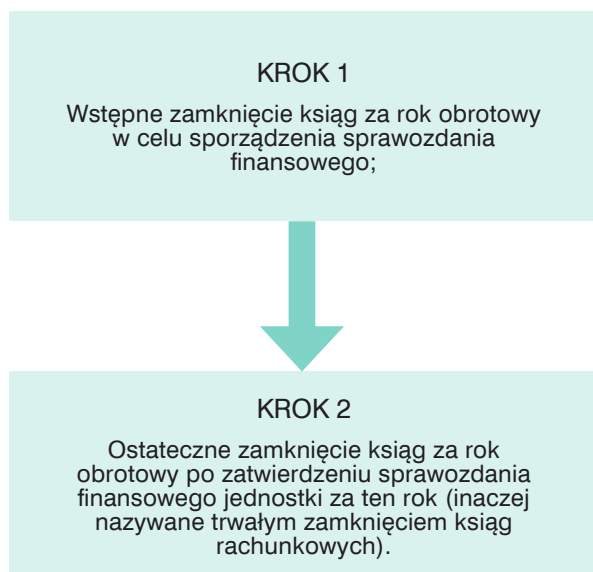 KROK 1
Wstępne zamknięcie ksiąg za rok obrotowy
w celu sporządzenia sprawozdania
finansowego;
KROK 2
Ostateczne zamknięcie ksiąg za rok
obrotowy po zatwierdzeniu sprawozdania
finansowego jednostki za ten rok (inaczej
nazywane trwałym zamknięciem ksiąg
rachunkowych).